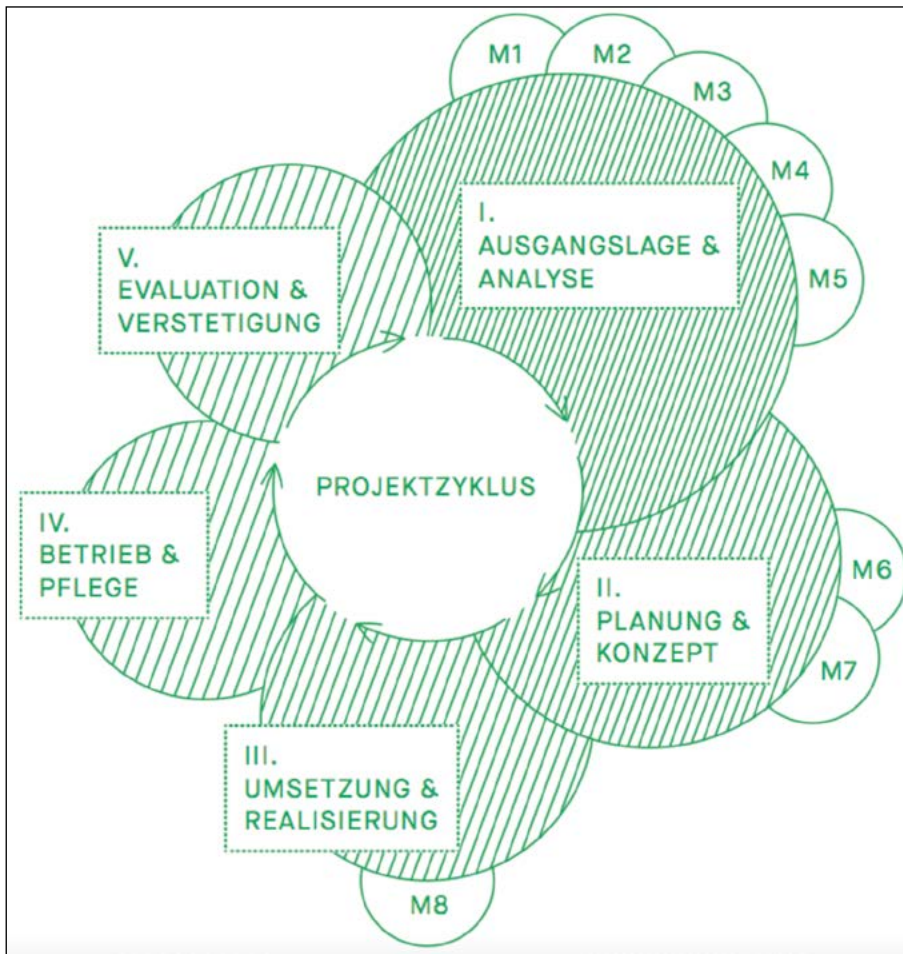 M1
M2
M3
M4
M5
I.
AUSGANGSLAGE &
ANALYSE
V.
EVALUATION &
VERSTETIGUNG
PROJEKTZYKLUS
IV.
BETRIEB &
PFLEGE
II.
PLANUNG &
KONZEPT
M6
M7
III.
UMSETZUNG &
REALISIERUNG
M8